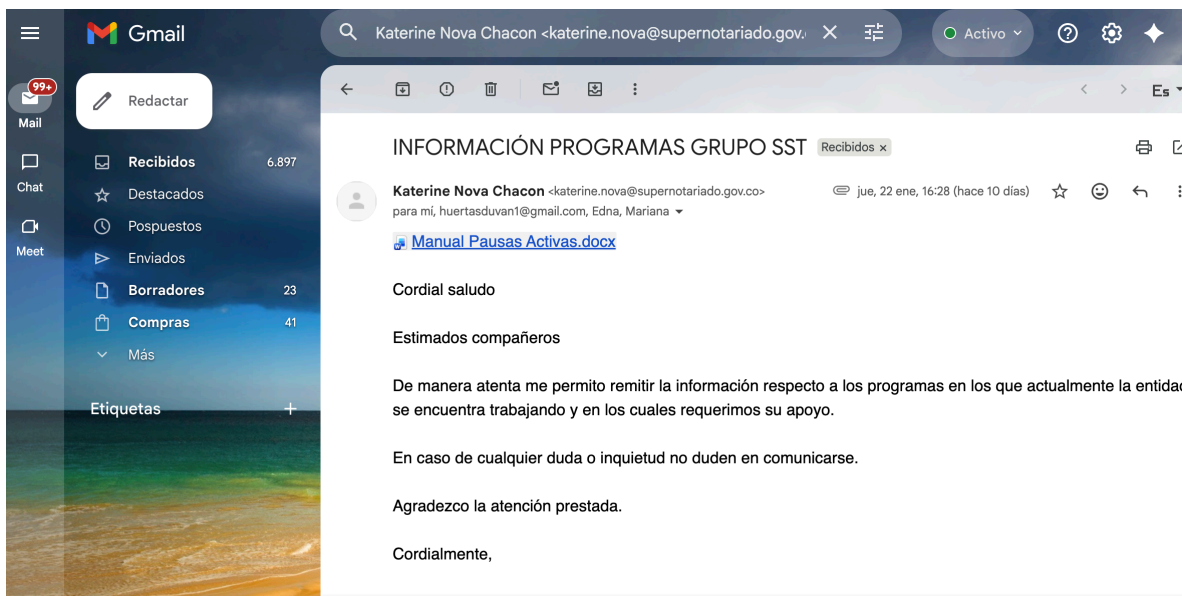 Gmail
Katerine Nova Chacon <katerine.nova@supernotariado.gov.
Activo
99+
Mail
Chat
Meet
Redactar
Recibidos 6.897
Destacados
Pospuestos
Enviados
Borradores 23
Compras 41
Más
Etiquetas
Es
INFORMACIÓN PROGRAMAS GRUPO SST Recibidos x
Katerine Nova Chacon <katerine.nova@supernotariado.gov.co> jue, 22 ene, 16:28 (hace 10 días)
para mí, huertasduvan1@gmail.com, Edna, Mariana
Manual Pausas Activas.docx
Cordial saludo
Estimados compañeros
De manera atenta me permito remitir la información respecto a los programas en los que actualmente la entidad
se encuentra trabajando y en los cuales requerimos su apoyo.
En caso de cualquier duda o inquietud no duden en comunicarse.
Agradezco la atención prestada.
Cordialmente,